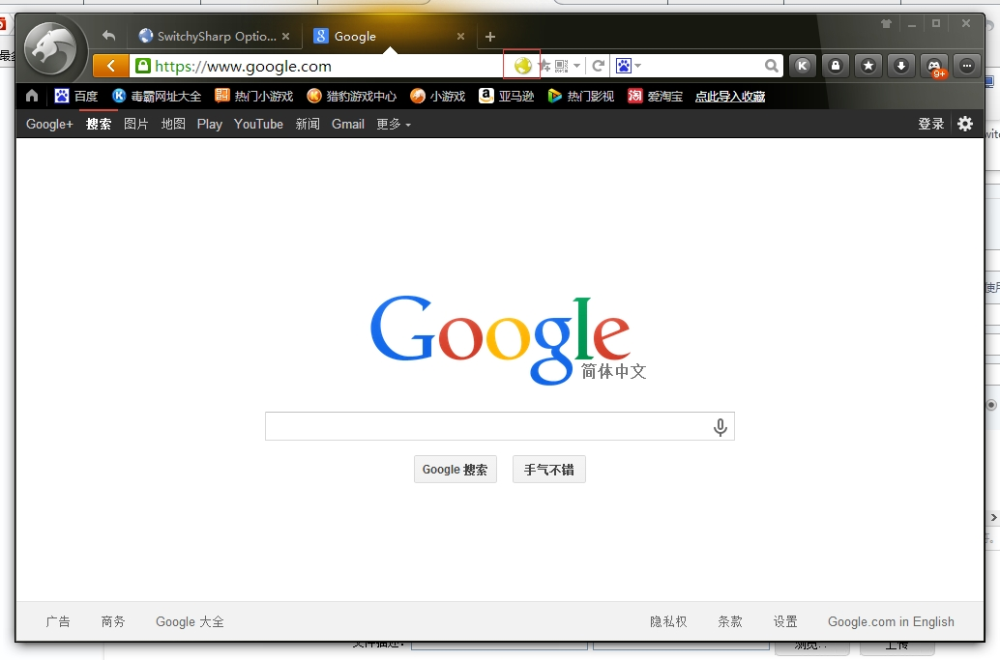 SwitchySharp Optio...
Google
https://www.google.com
K
9+
百度
毒霸网址大全
热门小游戏
猎豹游戏中心
小游戏
亚马逊
热门影视
淘 爱淘宝
点此导入收藏
Google+ 搜索 图片 地图 Play YouTube 新闻 Gmail 更多
登录
Google
简体中文
Google 搜索
手气不错
广告 商务 Google 大全
隐私权 条款 设置 Google.com in English
上传